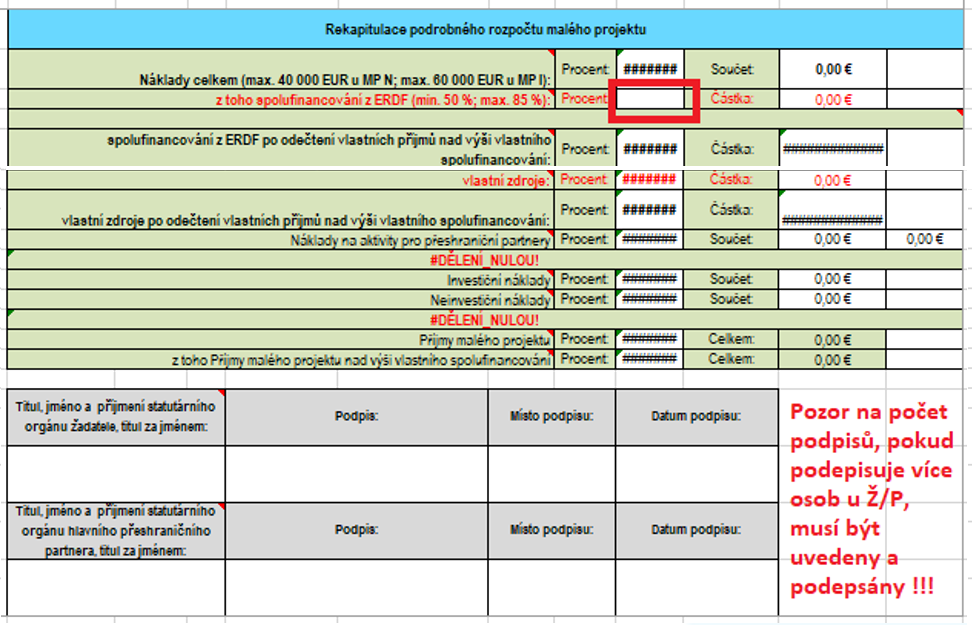 Rekapitulace podrobného rozpočtu malého projektu
Náklady celkem (max. 40 000 EUR u MP N; max. 60 000 EUR u MP I): Procent: ####### Součet: 0,00 €
z toho spolufinancování z ERDF (min. 50 %; max. 85 %): Procent: Částka: 0,00 €
spolufinancování z ERDF po odečtení vlastních příjmů nad výši vlastního
spolufinancování: Procent: ####### Částka: #############
vlastní zdroje: Procent: ####### Částka: 0,00 €
vlastní zdroje po odečtení vlastních příjmů nad výši vlastního spolufinancování: Procent: ####### Částka: #############
Náklady na aktivity pro přeshraniční partnery Procent: ####### Součet: 0,00 € 0,00 €
#DĚLENÍ_NULOU!
Investiční náklady Procent: ####### Součet: 0,00 €
Neinvestiční náklady Procent: ####### Součet: 0,00 €
#DĚLENÍ_NULOU!
Příjmy malého projektu Procent: ####### Celkem: 0,00 €
z toho Příjmy malého projektu nad výši vlastního spolufinancování Procent: ####### Celkem: 0,00 €
Titul, jméno a příjmení statutárního
orgánu žadatele, titul za jménem:
Podpis:
Místo podpisu:
Datum podpisu:
Titul, jméno a příjmení statutárního
orgánu hlavního přeshraničního
partnera, titul za jménem:
Podpis:
Místo podpisu:
Datum podpisu:
Pozor na počet
podpisů, pokud
podepisuje více
osob u Ž/P,
musí být
uvedeny a
podepsány !!!